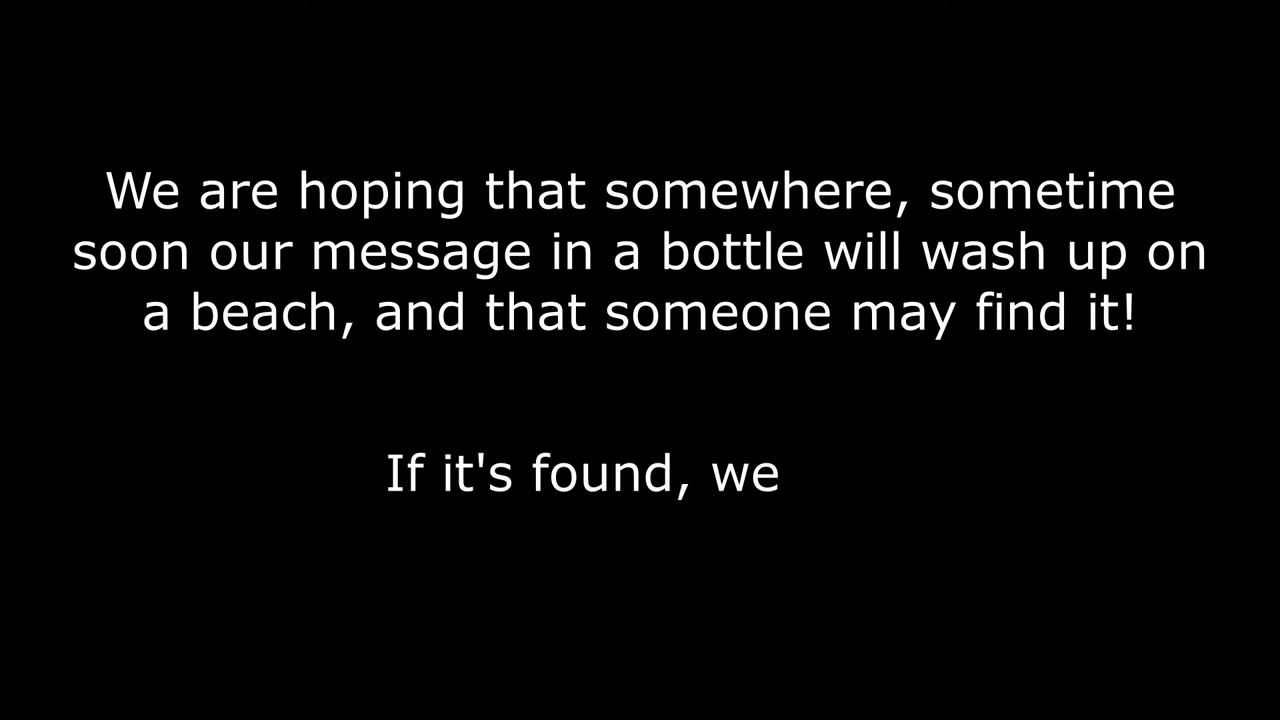 We are hoping that somewhere, sometime
soon our message in a bottle will wash up on
a beach, and that someone may find it!
If it's found, we